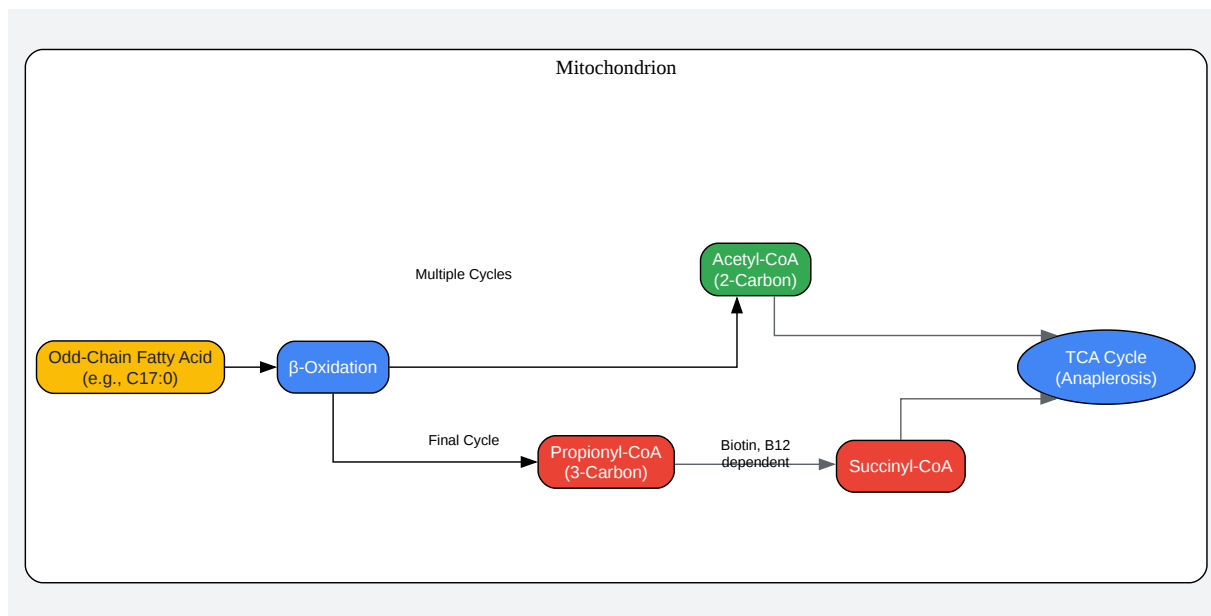 Mitochondrion
Multiple Cycles
Acetyl-CoA
(2-Carbon)
Odd-Chain Fatty Acid
(e.g., C17:0)
β-Oxidation
TCA Cycle
(Anaplerosis)
Final Cycle
Propionyl-CoA
(3-Carbon)
Biotin, B12
dependent
Succinyl-CoA